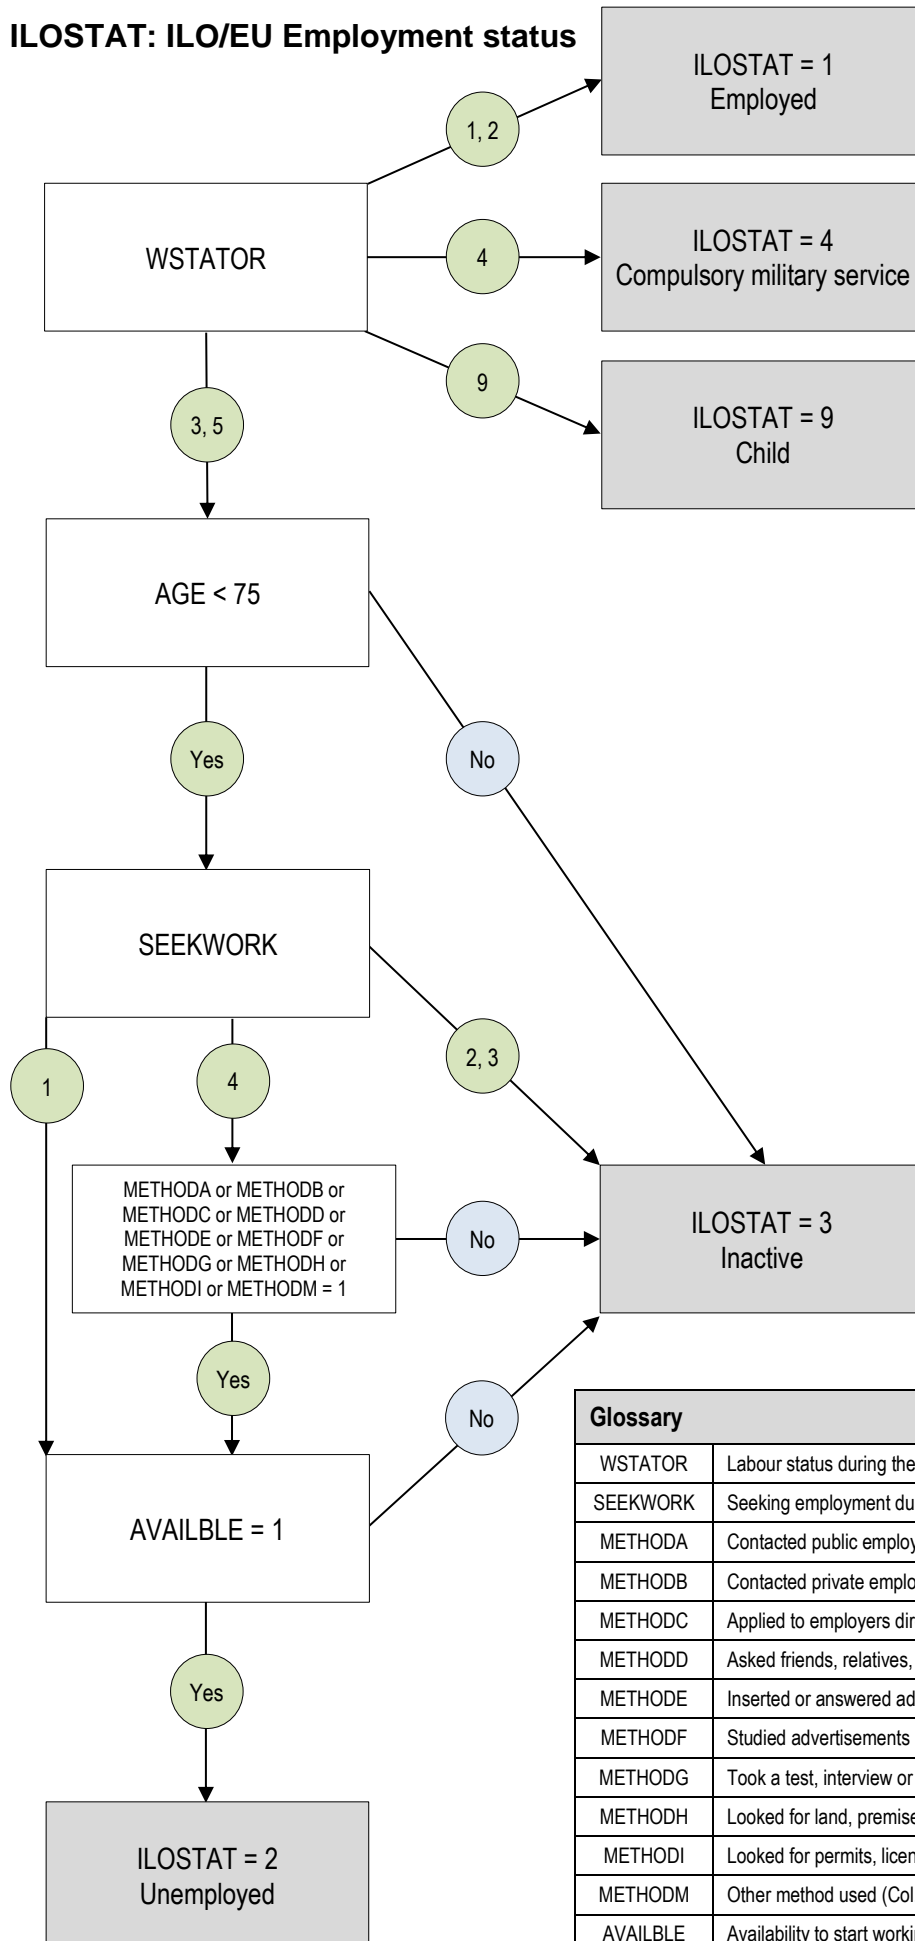 ILOSTAT: ILO/EU Employment status
ILOSTAT = 1
Employed
1, 2
WSTATOR
4
ILOSTAT = 4
Compulsory military service
9
ILOSTAT = 9
Child
3, 5
AGE < 75
Yes
No
SEEKWORK
1
4
2, 3
METHODA or METHODB or
METHODC or METHODD or
METHODE or METHODF or
METHODG or METHODH or
METHODI or METHODM = 1
No
ILOSTAT = 3
Inactive
Yes
No
AVAILBLE = 1
Yes
ILOSTAT = 2
Unemployed
Glossary
WSTATOR Labour status during the
SEEKWORK Seeking employment du
METHODA Contacted public employ
METHODB Contacted private emplo
METHODC Applied to employers dir
METHODD Asked friends, relatives,
METHODE Inserted or answered ad
METHODF Studied advertisements
METHODG Took a test, interview or
METHODH Looked for land, premise
METHODI Looked for permits, licen
METHODM Other method used (Col
AVAILBLE Availability to start worki